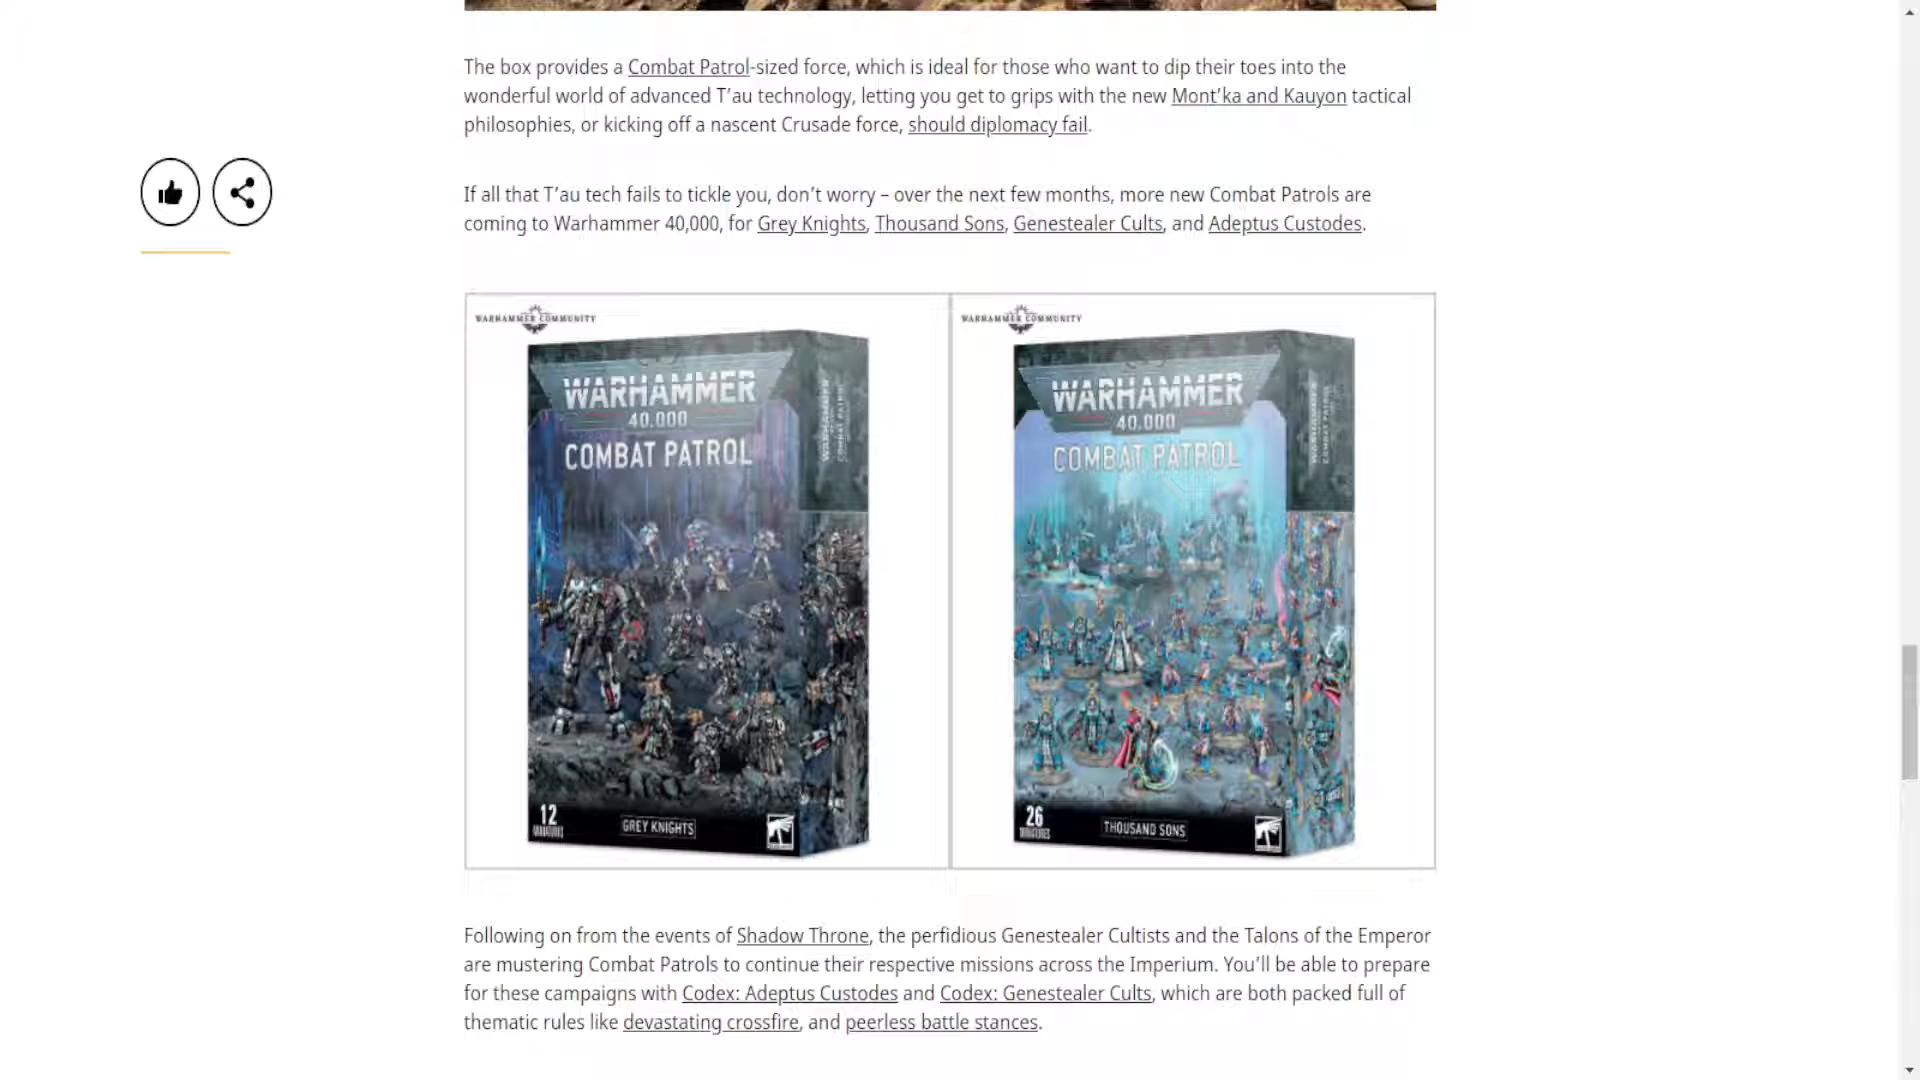 The box provides a Combat Patrol-sized force, which is ideal for those who want to dip their toes into the
wonderful world of advanced T’au technology, letting you get to grips with the new Mont’ka and Kauyon tactical
philosophies, or kicking off a nascent Crusade force, should diplomacy fail.
If all that T’au tech fails to tickle you, don’t worry – over the next few months, more new Combat Patrols are
coming to Warhammer 40,000, for Grey Knights, Thousand Sons, Genestealer Cults, and Adeptus Custodes.
WARHAMMER COMMUNITY
WARHAMMER
40.000
COMBAT PATROL
WARHAMMER
COMBAT PATROL
12
MINIATURES
GREY KNIGHTS
WARHAMMER COMMUNITY
WARHAMMER
40.000
COMBAT PATROL
WARHAMMER
COMBAT PATROL
26
MINIATURES
THOUSAND SONS
Following on from the events of Shadow Throne, the perfidious Genestealer Cultists and the Talons of the Emperor
are mustering Combat Patrols to continue their respective missions across the Imperium. You’ll be able to prepare
for these campaigns with Codex: Adeptus Custodes and Codex: Genestealer Cults, which are both packed full of
thematic rules like devastating crossfire, and peerless battle stances.